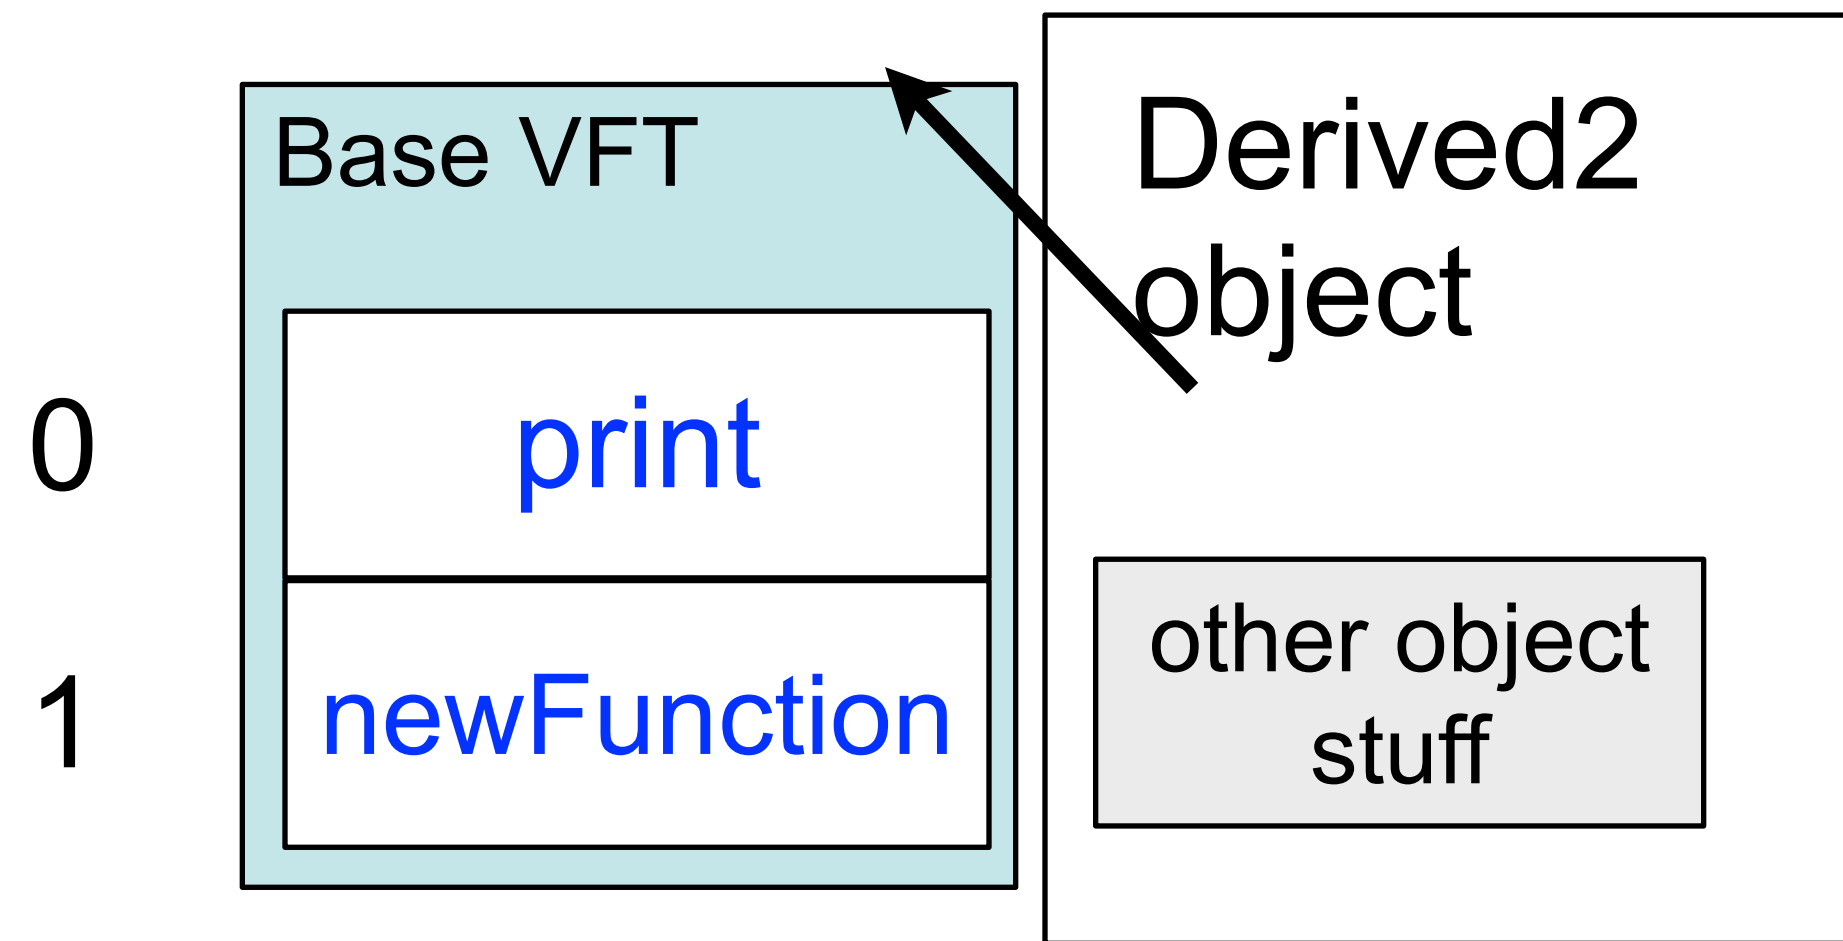 Base VFT
0
print
1
newFunction
Derived2
object
other object
stuff